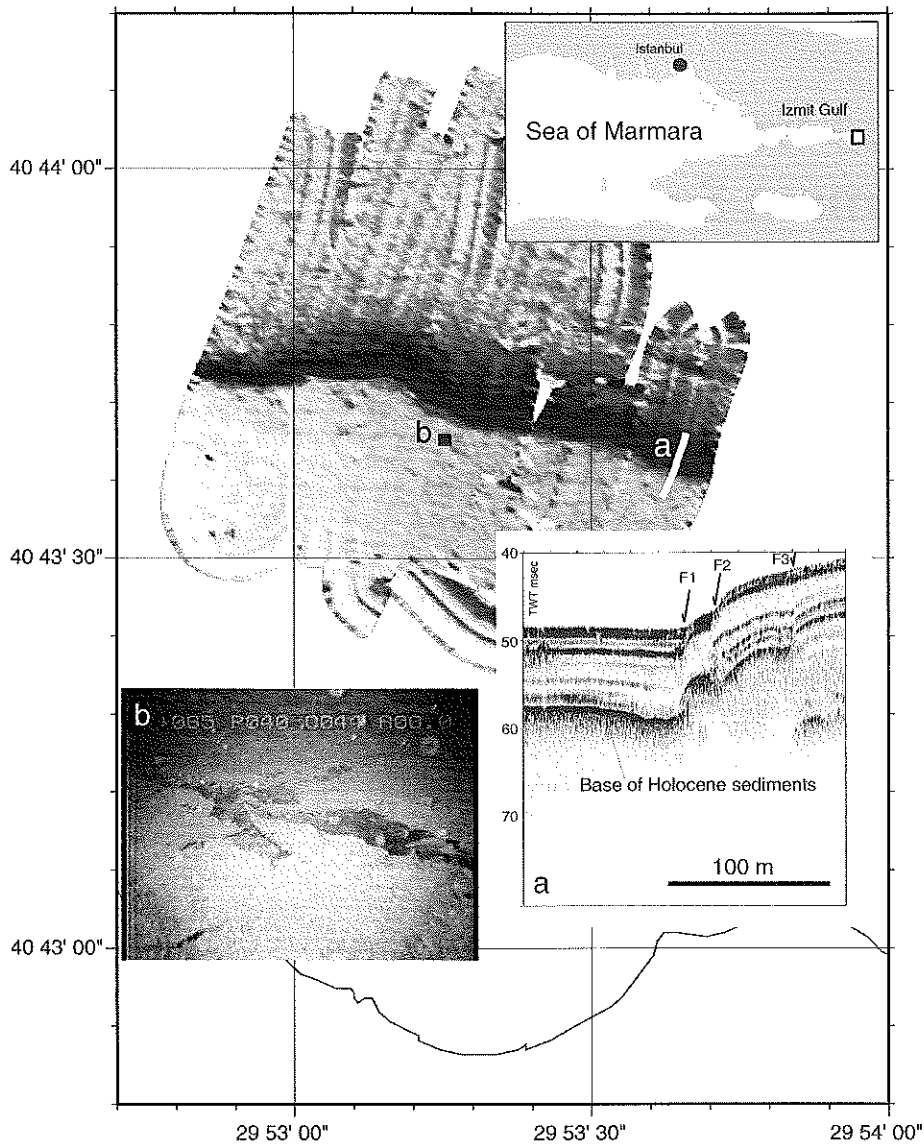 Istanbul
Izmit Gulf
Sea of Marmara
40 44' 00"
b
a
40 43' 30"
40
F1
F2
F3
TWT msec
50
60
Base of Holocene sediments
70
100 m
a
b
40 43' 00"
29 53' 00"
29 53' 30"
29 54' 00"